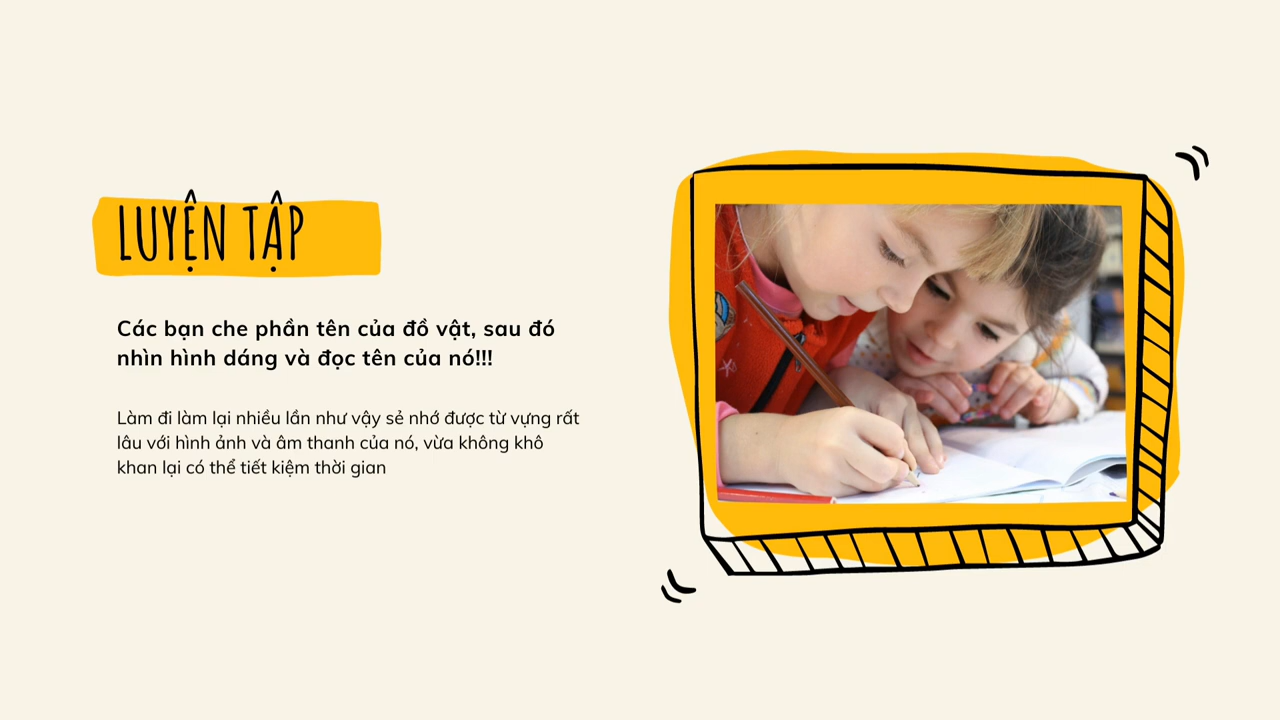 LUYỆN TẬP
Các bạn che phần tên của đồ vật, sau đó
nhìn hình dáng và đọc tên của nó!!!
Làm đi làm lại nhiều lần như vậy sẻ nhớ được từ vựng rất
lâu với hình ảnh và âm thanh của nó, vừa không khô
khan lại có thể tiết kiệm thời gian